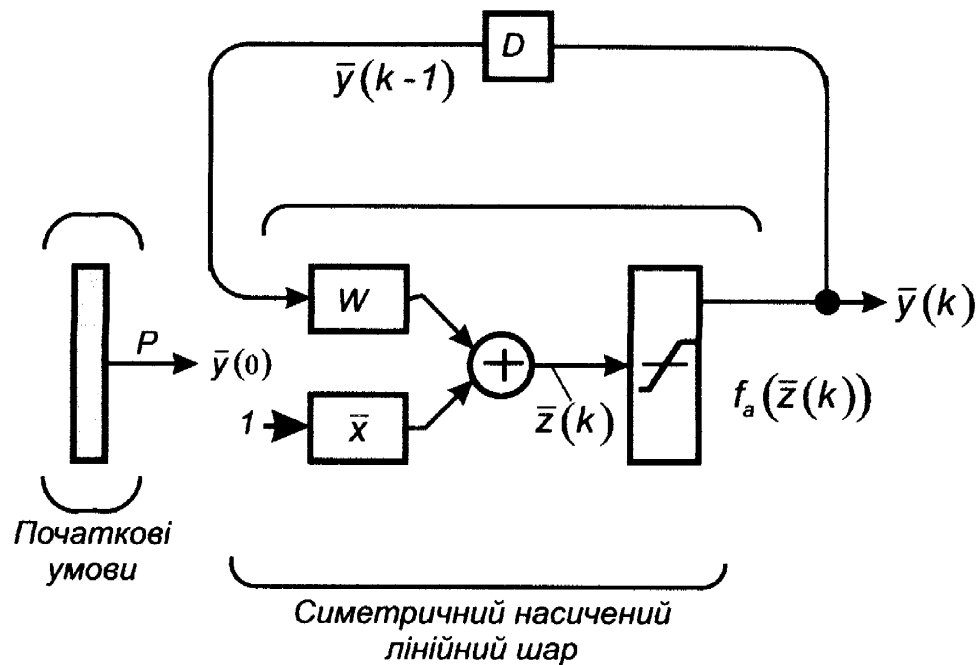 D
ȳ(k-1)
W
P
ȳ(0)
1
x̄
+
z̄(k)
ȳ(k)
fₐ(z̄(k))
Початкові
умови
Симетричний насичений
лінійний шар